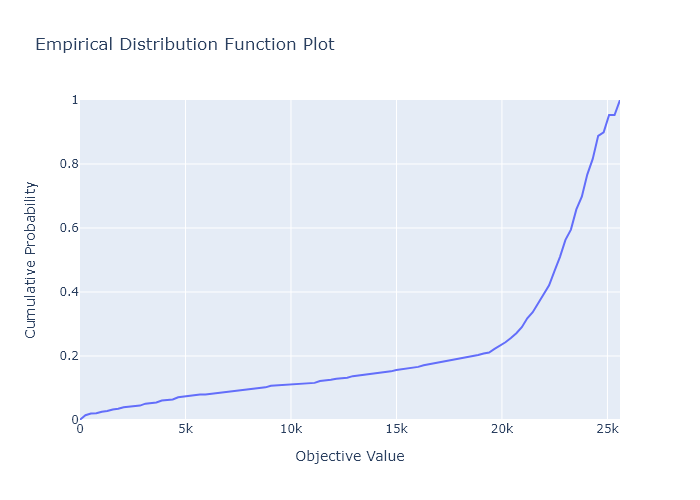 Empirical Distribution Function Plot
1
0.8
0.6
0.4
0.2
0
Cumulative Probability
0 5k 10k 15k 20k 25k
Objective Value